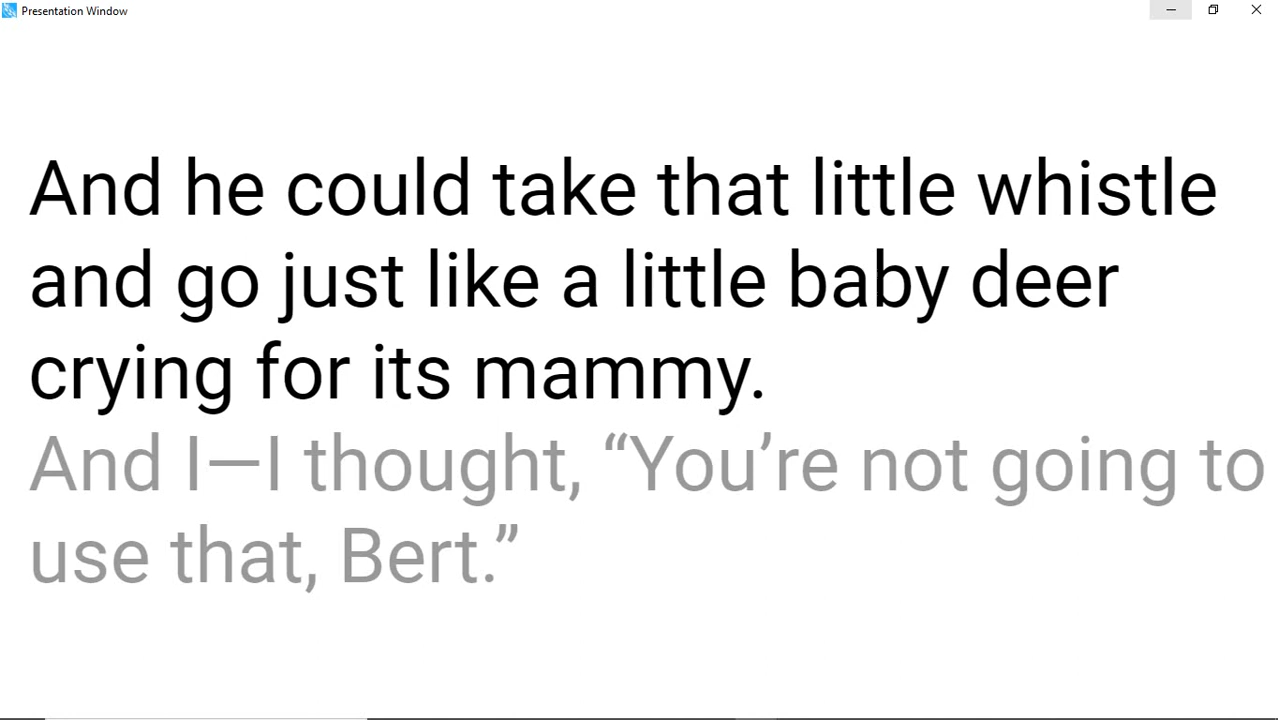 Presentation Window
And he could take that little whistle
and go just like a little baby deer
crying for its mammy.
And I—I thought, “You’re not going to
use that, Bert.”